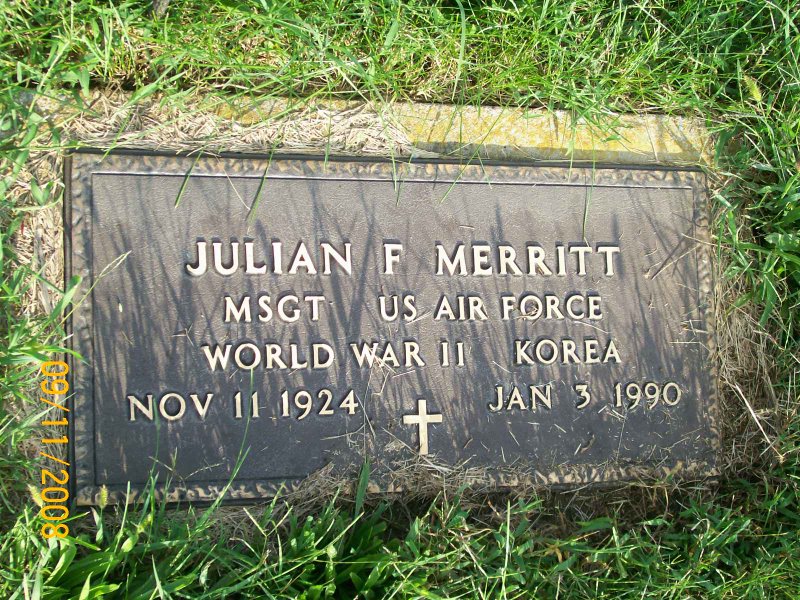 JULIAN F MERRITT
MSGT US AIR FORCE
WORLD WAR II KOREA
NOV 11 1924 JAN 3 1990
09/11/2008